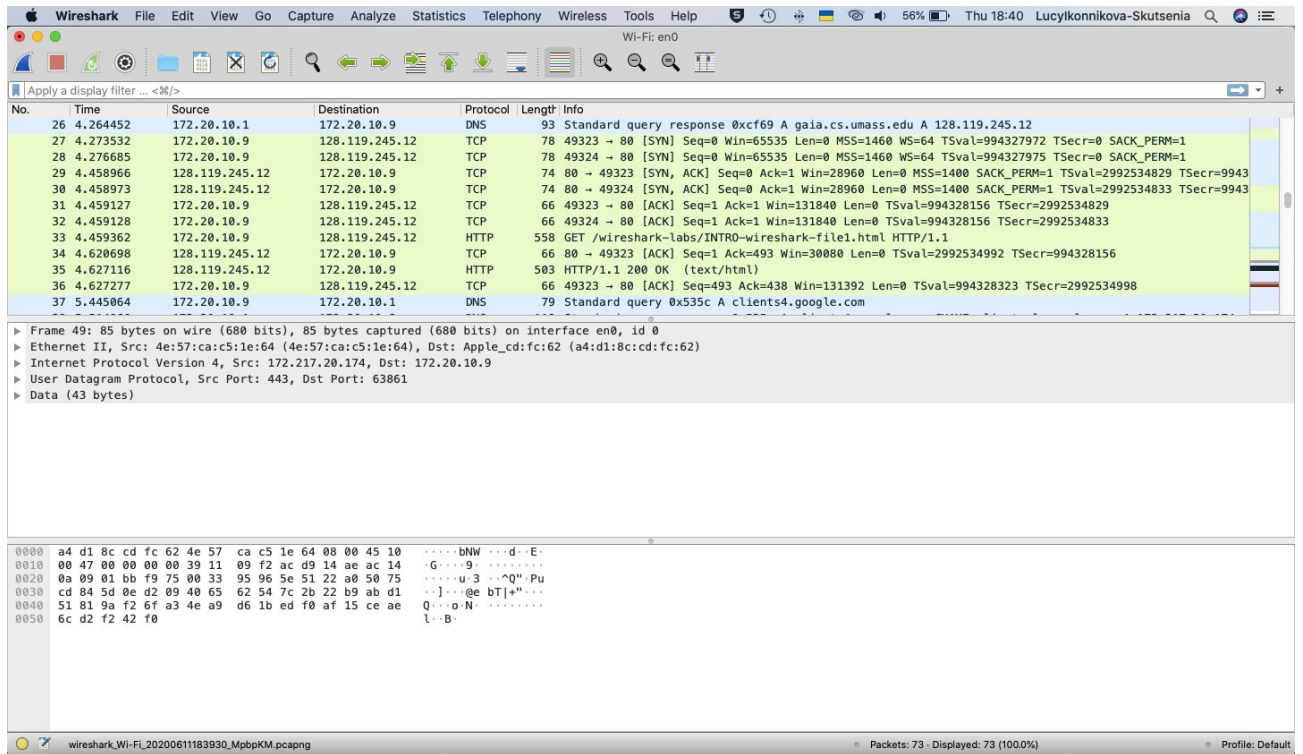 Wireshark File Edit View Go Capture Analyze Statistics Telephony Wireless Tools Help 56% Thu 18:40 LucyIkonnikova-Skutsenia
Wi-Fi: en0
Apply a display filter ... <⌘/>
No. Time Source Destination Protocol Length Info
26 4.264452 172.20.10.1 172.20.10.9 DNS 93 Standard query response 0xcf69 A gaia.cs.umass.edu A 128.119.245.12
27 4.273532 172.20.10.9 128.119.245.12 TCP 78 49323 → 80 [SYN] Seq=0 Win=65535 Len=0 MSS=1460 WS=64 TSval=994327972 TSecr=0 SACK_PERM=1
28 4.276685 172.20.10.9 128.119.245.12 TCP 78 49324 → 80 [SYN] Seq=0 Win=65535 Len=0 MSS=1460 WS=64 TSval=994327975 TSecr=0 SACK_PERM=1
29 4.458966 128.119.245.12 172.20.10.9 TCP 74 80 → 49323 [SYN, ACK] Seq=0 Ack=1 Win=28960 Len=0 MSS=1400 SACK_PERM=1 TSval=2992534829 TSecr=9943
30 4.458973 128.119.245.12 172.20.10.9 TCP 74 80 → 49324 [SYN, ACK] Seq=0 Ack=1 Win=28960 Len=0 MSS=1400 SACK_PERM=1 TSval=2992534833 TSecr=9943
31 4.459127 172.20.10.9 128.119.245.12 TCP 66 49323 → 80 [ACK] Seq=1 Ack=1 Win=131840 Len=0 TSval=994328156 TSecr=2992534829
32 4.459128 172.20.10.9 128.119.245.12 TCP 66 49324 → 80 [ACK] Seq=1 Ack=1 Win=131840 Len=0 TSval=994328156 TSecr=2992534833
33 4.459362 172.20.10.9 128.119.245.12 HTTP 558 GET /wireshark-labs/INTRO-wireshark-file1.html HTTP/1.1
34 4.620698 128.119.245.12 172.20.10.9 TCP 66 80 → 49323 [ACK] Seq=1 Ack=493 Win=30080 Len=0 TSval=2992534992 TSecr=994328156
35 4.627116 128.119.245.12 172.20.10.9 HTTP 503 HTTP/1.1 200 OK (text/html)
36 4.627277 172.20.10.9 128.119.245.12 TCP 66 49323 → 80 [ACK] Seq=493 Ack=438 Win=131392 Len=0 TSval=994328323 TSecr=2992534998
37 5.445064 172.20.10.9 172.20.10.1 DNS 79 Standard query 0x535c A clients4.google.com
Frame 49: 85 bytes on wire (680 bits), 85 bytes captured (680 bits) on interface en0, id 0
Ethernet II, Src: 4e:57:ca:c5:1e:64 (4e:57:ca:c5:1e:64), Dst: Apple_cd:fc:62 (a4:d1:8c:cd:fc:62)
Internet Protocol Version 4, Src: 172.217.20.174, Dst: 172.20.10.9
User Datagram Protocol, Src Port: 443, Dst Port: 63861
Data (43 bytes)
0000 a4 d1 8c cd fc 62 4e 57 ca c5 1e 64 08 00 45 10 ·····bNW ···d··E·
0010 00 47 00 00 00 00 39 11 09 f2 ac d9 14 ae ac 14 ·G····9· ········
0020 0a 09 01 bb f9 75 00 33 95 96 5e 51 22 a0 50 75 ·····u·3 ··^Q"·Pu
0030 cd 84 5d 0e d2 09 40 65 62 54 7c 2b 22 b9 ab d1 ··]···@e bT|+"···
0040 51 81 9a f2 6f a3 4e a9 d6 1b ed f0 af 15 ce ae Q···o·N· ········
0050 6c d2 f2 42 f0 l··B·
wireshark_Wi-Fi_20200611183930_MpbpKM.pcapng Packets: 73 · Displayed: 73 (100.0%) Profile: Default